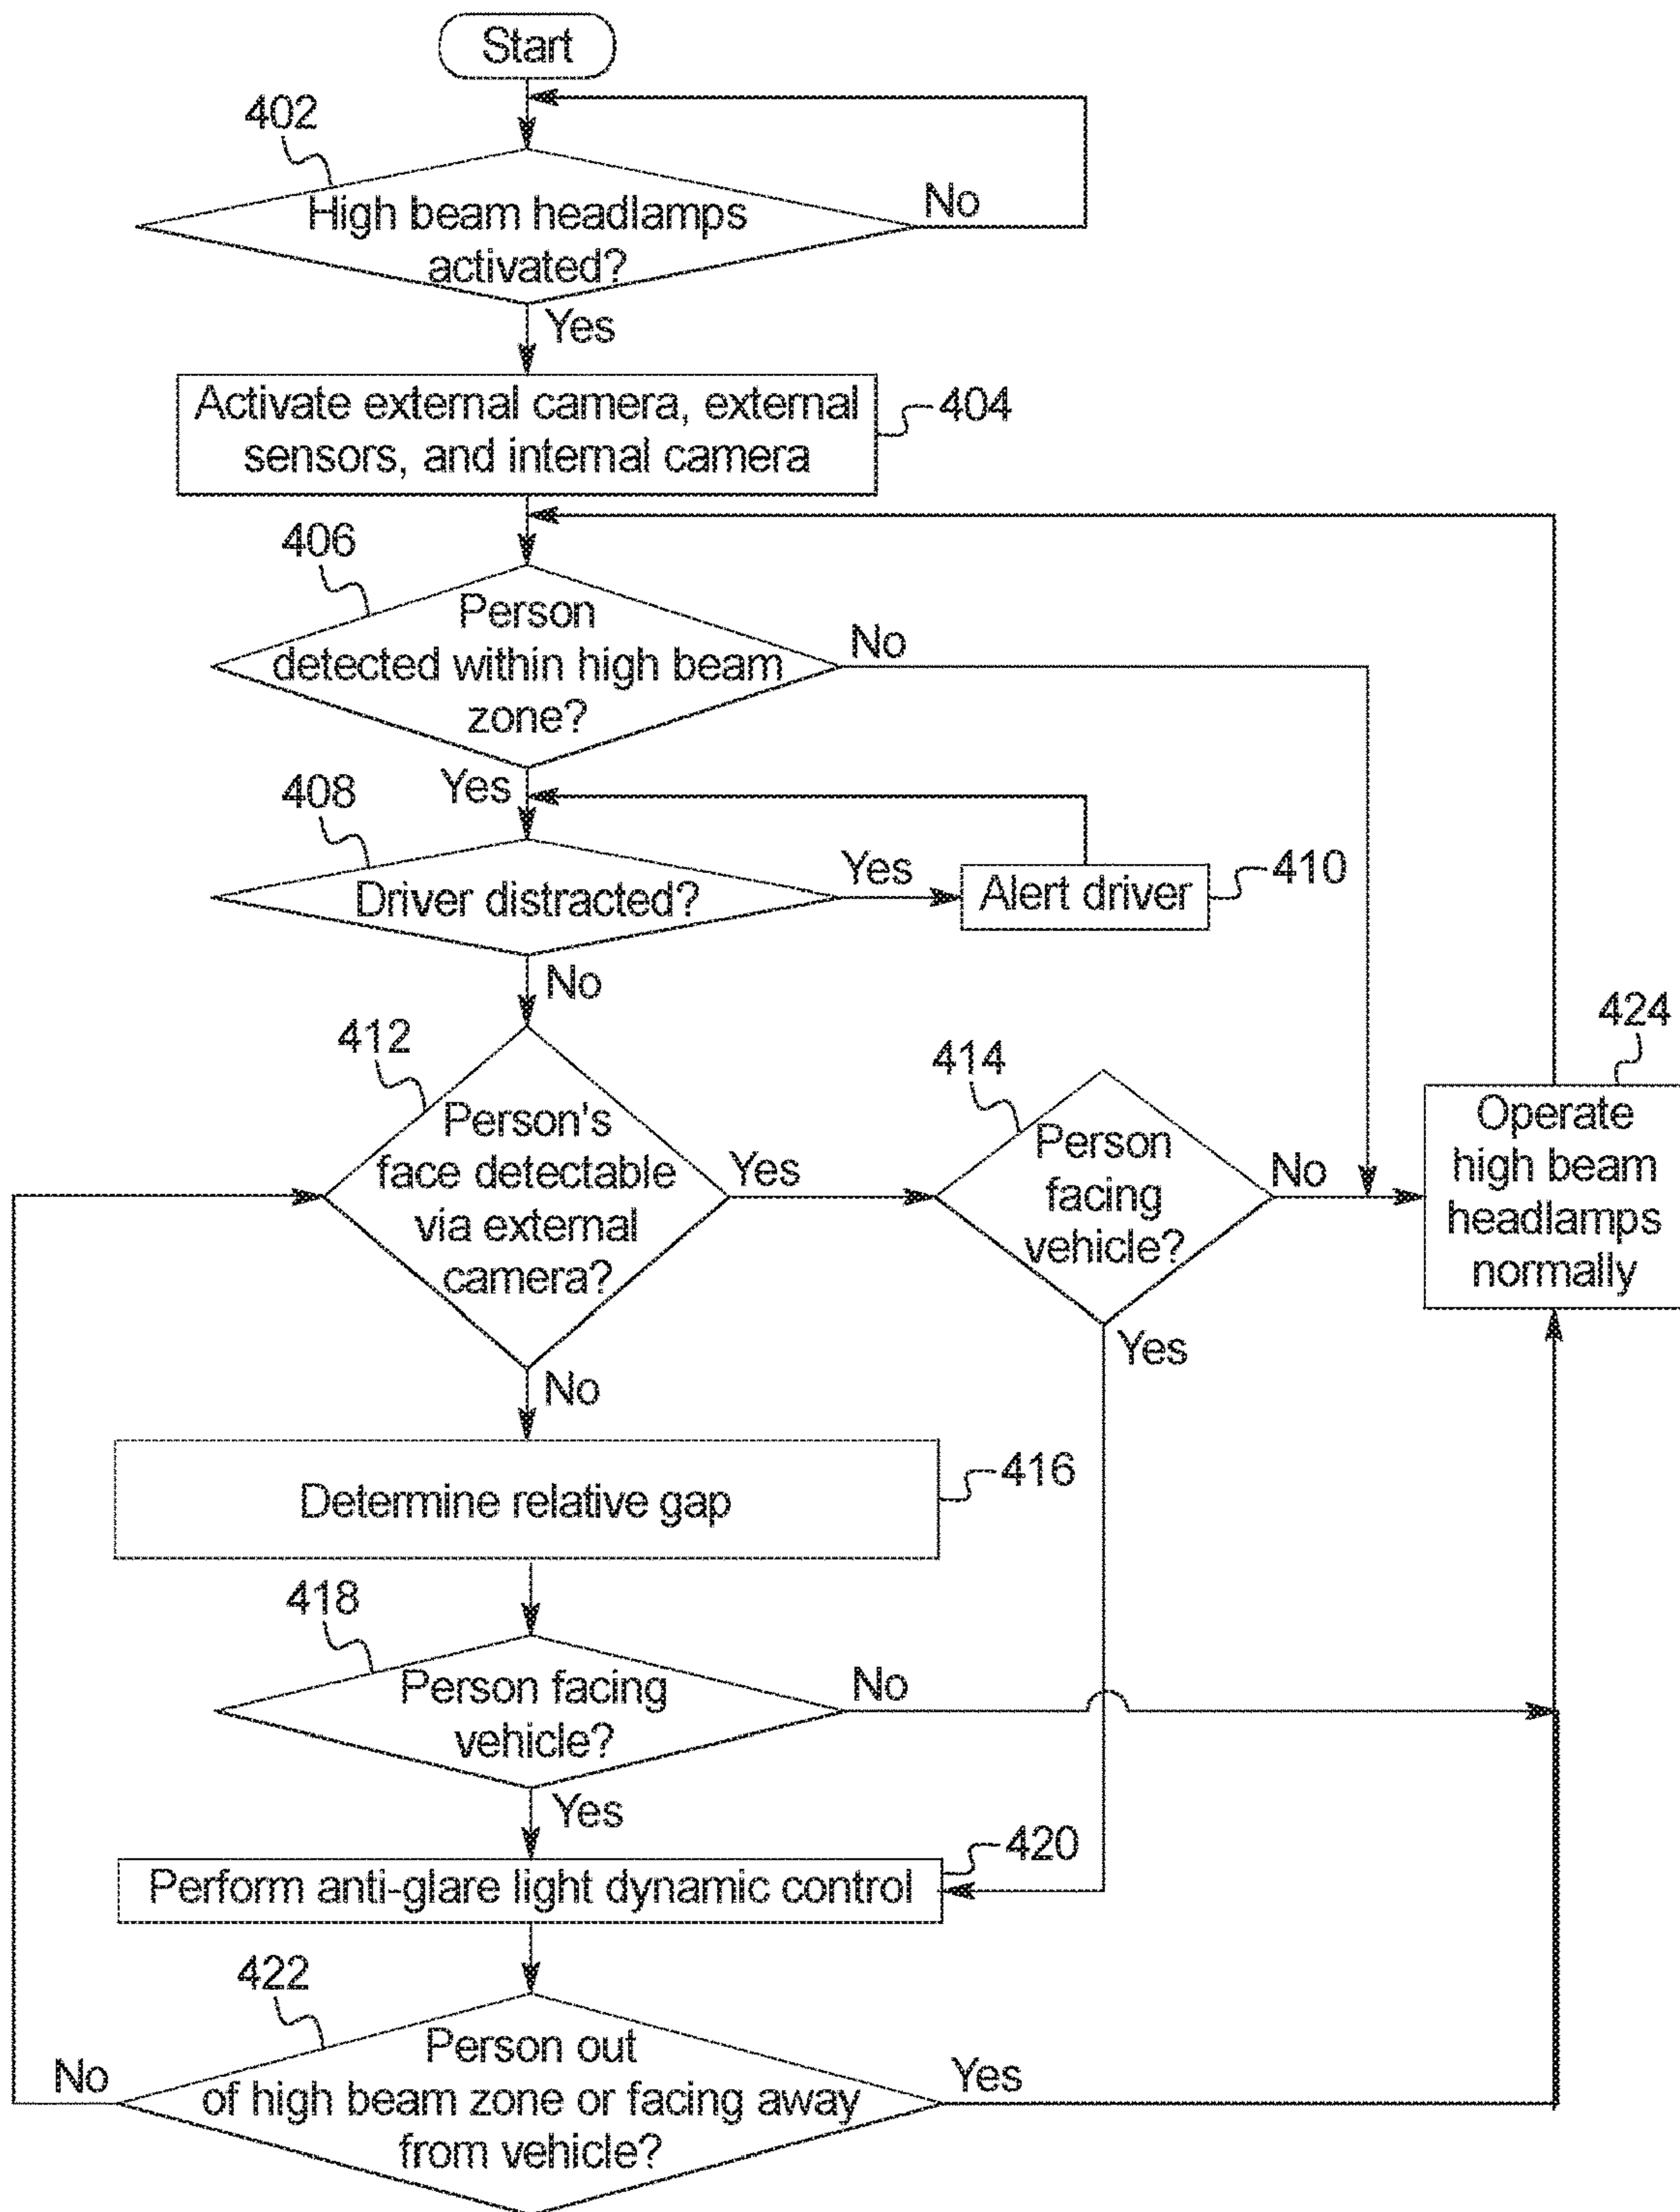 Start
402
High beam headlamps
activated?
No
Yes
Activate external camera, external
sensors, and internal camera
404
406
Person
detected within high beam
zone?
No
Yes
408
Driver distracted?
Yes
Alert driver
410
No
412
Person's
face detectable
via external
camera?
Yes
414
Person
facing
vehicle?
No
424
Operate
high beam
headlamps
normally
Yes
No
Determine relative gap
416
418
Person facing
vehicle?
No
Yes
420
Perform anti-glare light dynamic control
422
Person out
of high beam zone or facing away
from vehicle?
No
Yes